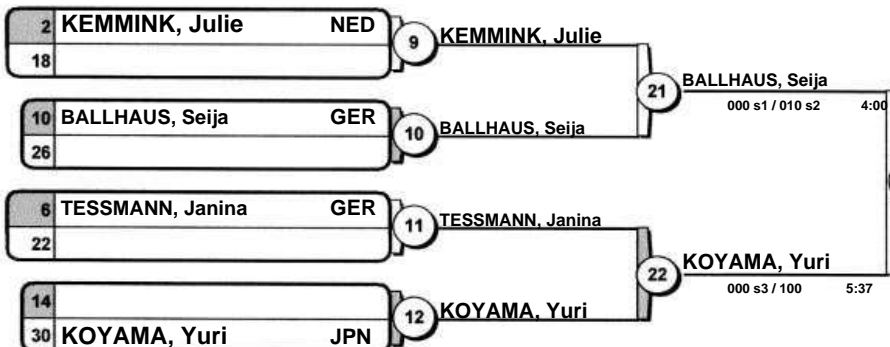 2 KEMMINK, Julie NED
18
9 KEMMINK, Julie
10 BALLHAUS, Seija GER
26
10 BALLHAUS, Seija
21 BALLHAUS, Seija
000 s1 / 010 s2 4:00
6 TESSMANN, Janina GER
22
11 TESSMANN, Janina
14
30 KOYAMA, Yuri JPN
12 KOYAMA, Yuri
22 KOYAMA, Yuri
000 s3 / 100 5:37